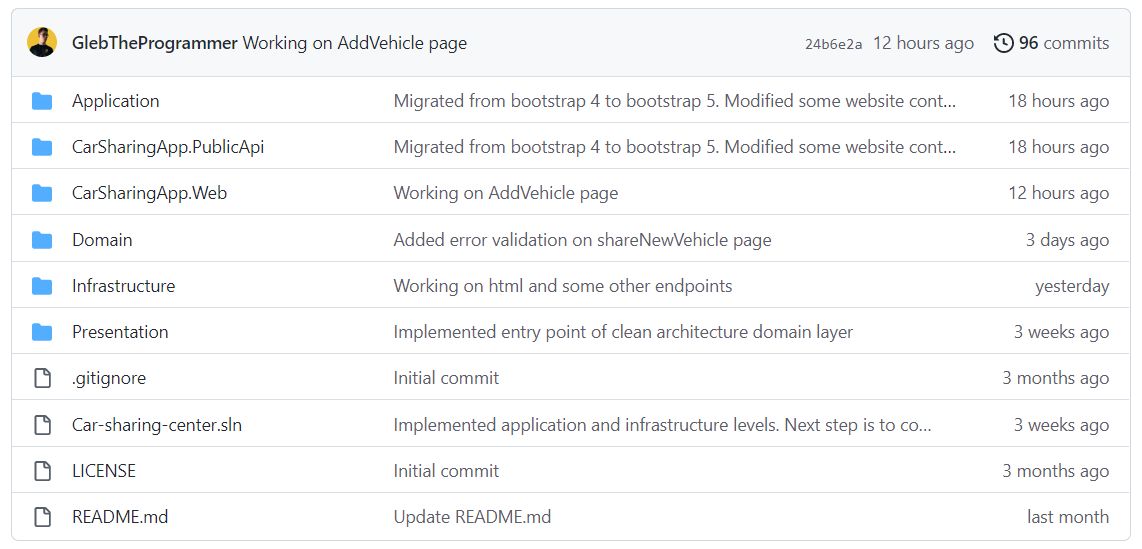 GlebTheProgrammer Working on AddVehicle page 24b6e2a 12 hours ago 96 commits
Application Migrated from bootstrap 4 to bootstrap 5. Modified some website cont... 18 hours ago
CarSharingApp.PublicApi Migrated from bootstrap 4 to bootstrap 5. Modified some website cont... 18 hours ago
CarSharingApp.Web Working on AddVehicle page 12 hours ago
Domain Added error validation on shareNewVehicle page 3 days ago
Infrastructure Working on html and some other endpoints yesterday
Presentation Implemented entry point of clean architecture domain layer 3 weeks ago
.gitignore Initial commit 3 months ago
Car-sharing-center.sln Implemented application and infrastructure levels. Next step is to co... 3 weeks ago
LICENSE Initial commit 3 months ago
README.md Update README.md last month